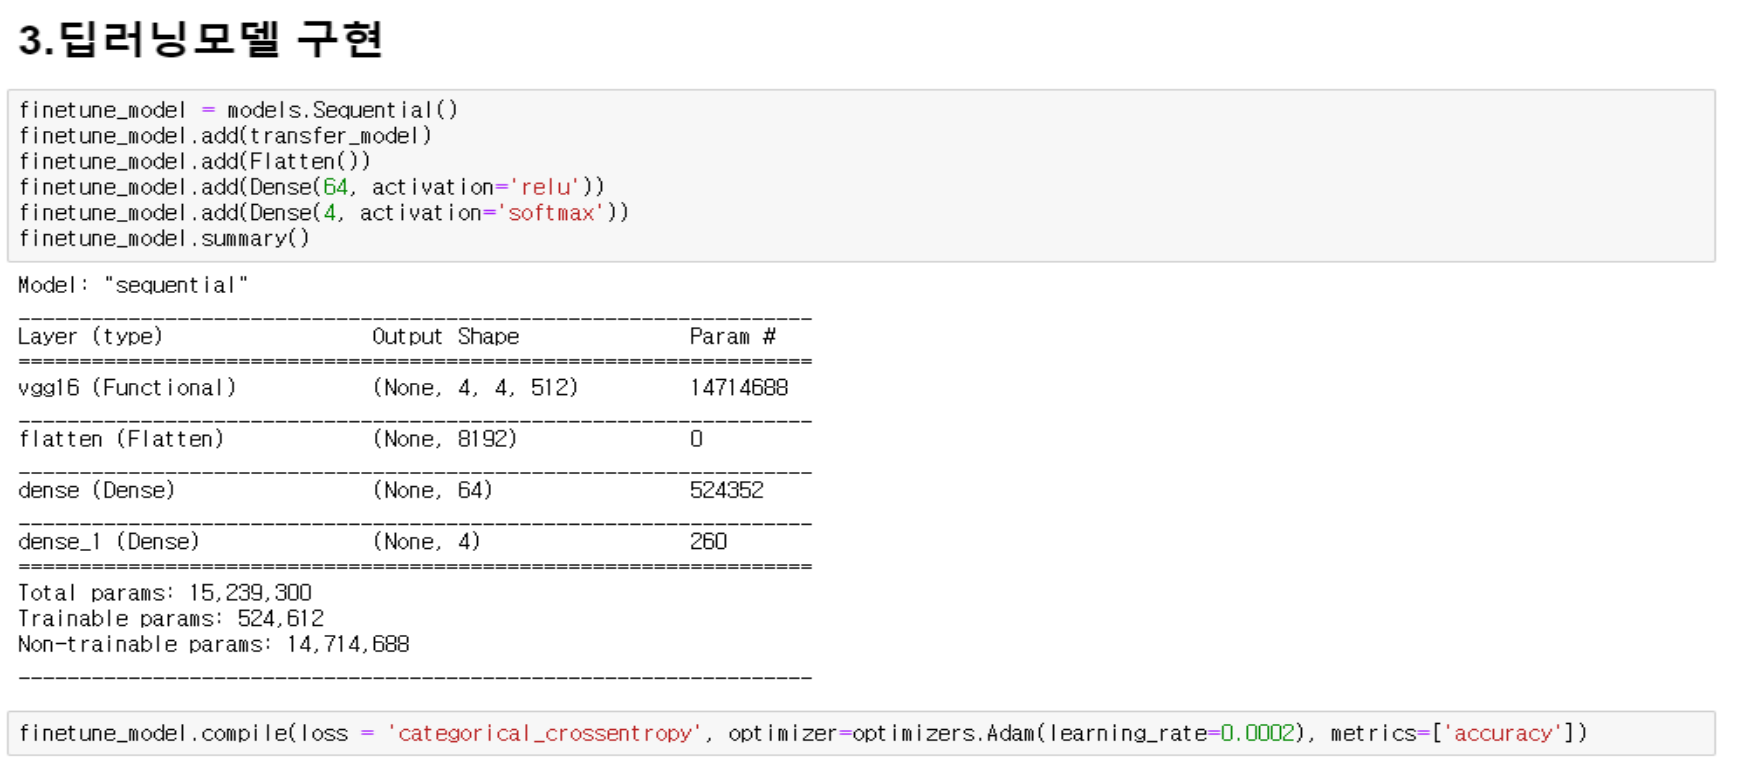 3.딥러닝모델 구현
finetune_model = models.Sequential()
finetune_model.add(transfer_model)
finetune_model.add(Flatten())
finetune_model.add(Dense(64, activation='relu'))
finetune_model.add(Dense(4, activation='softmax'))
finetune_model.summary()
Model: "sequential"
_________________________________________________________________
Layer (type)                 Output Shape              Param #
=================================================================
vgg16 (Functional)           (None, 4, 4, 512)         14714688
_________________________________________________________________
flatten (Flatten)            (None, 8192)              0
_________________________________________________________________
dense (Dense)                (None, 64)                524352
_________________________________________________________________
dense_1 (Dense)              (None, 4)                 260
=================================================================
Total params: 15,239,300
Trainable params: 524,612
Non-trainable params: 14,714,688
_________________________________________________________________
finetune_model.compile(loss = 'categorical_crossentropy', optimizer=optimizers.Adam(learning_rate=0.0002), metrics=['accuracy'])